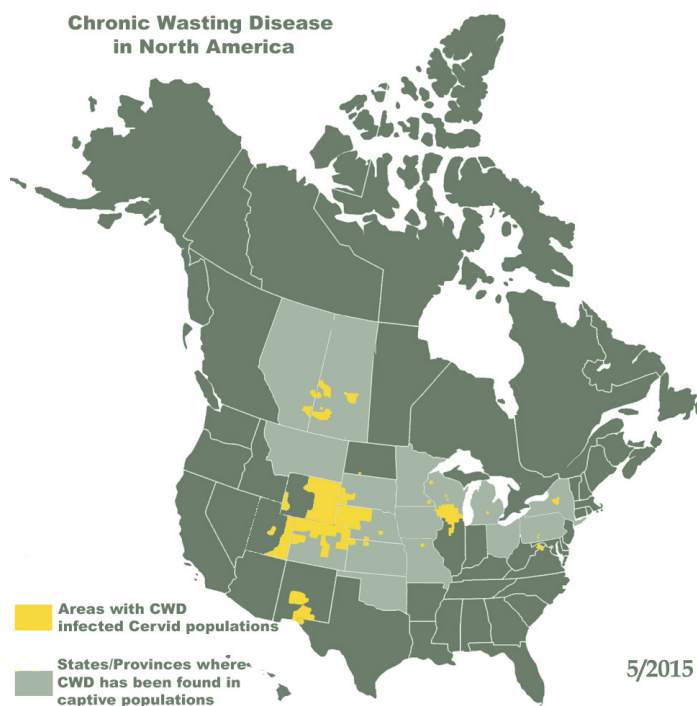 Chronic Wasting Disease
in North America
Areas with CWD
infected Cervid populations
States/Provinces where
CWD has been found in
captive populations
5/2015